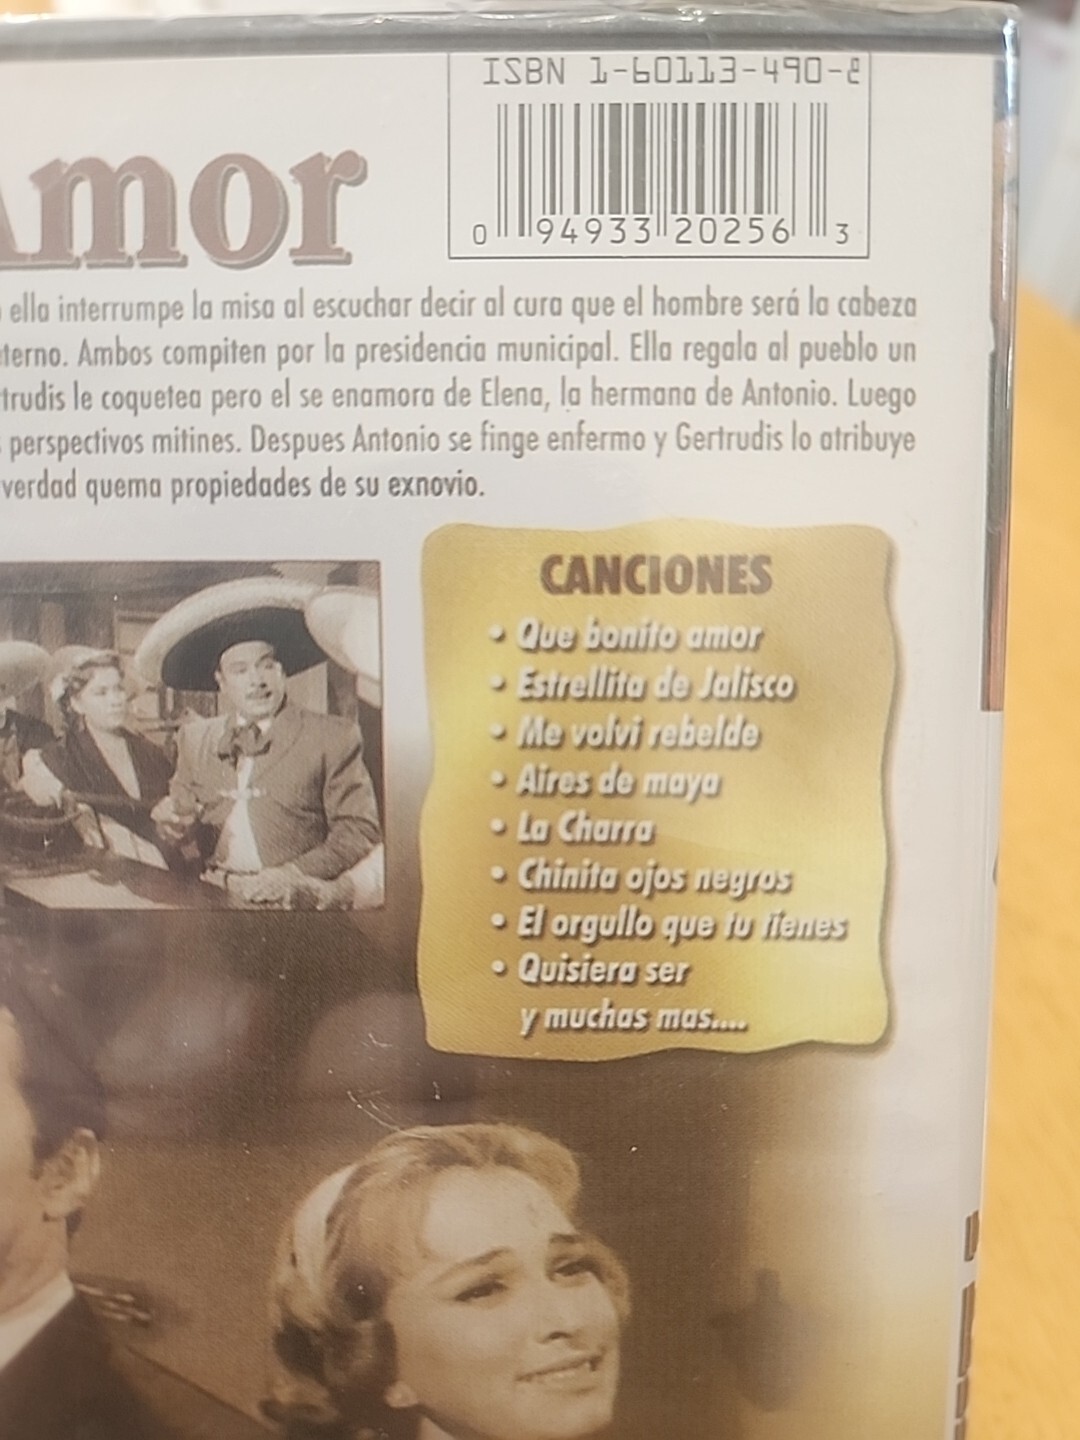 ISBN 1-60113-490-2
Amor
0 94933 20256 3
ella interrumpe la misa al escuchar decir al cura que el hombre será la cabeza
terno. Ambos compiten por la presidencia municipal. Ella regala al pueblo un
trudis le coquetea pero el se enamora de Elena, la hermana de Antonio. Luego
perspectivos mitines. Despues Antonio se finge enfermo y Gertrudis lo atribuye
verdad quema propiedades de su exnovio.
CANCIONES
• Que bonito amor
• Estrellita de Jalisco
• Me volvi rebelde
• Aires de maya
• La Charra
• Chinita ojos negros
• El orgullo que tu tienes
• Quisiera ser
y muchas mas....